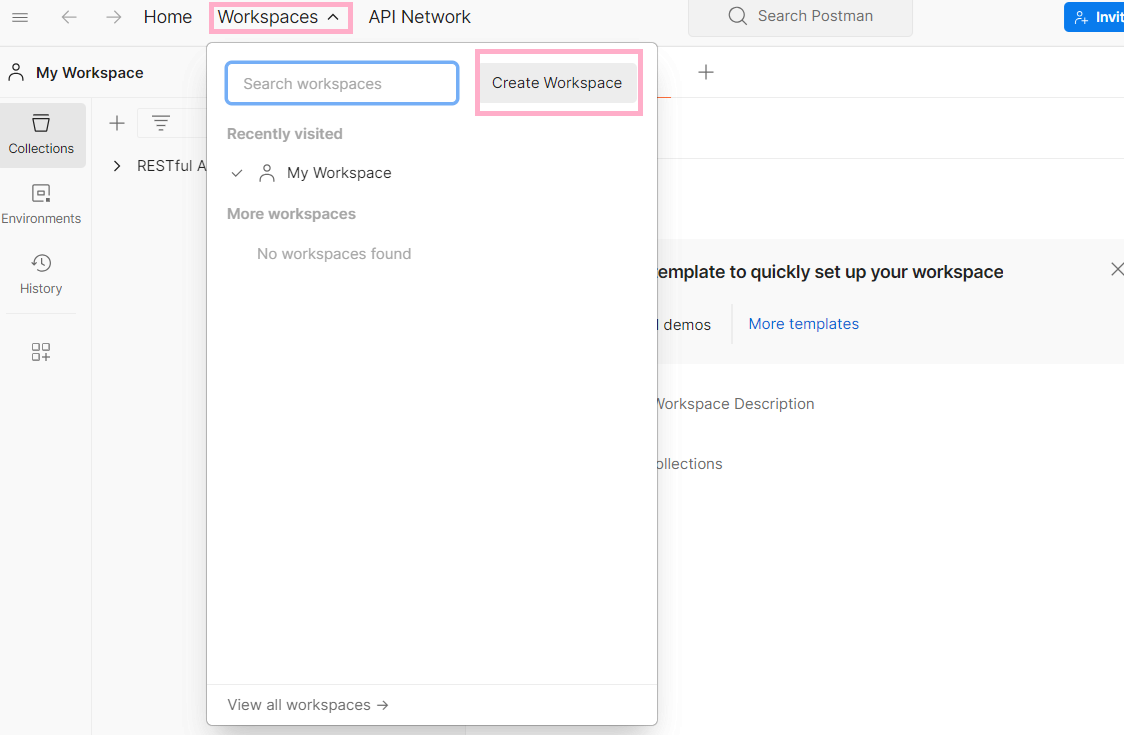 Home Workspaces API Network Search Postman Invit
My Workspace
Search workspaces Create Workspace
Collections
Recently visited
RESTful A
My Workspace
Environments
More workspaces
No workspaces found
History
emplate to quickly set up your workspace
demos More templates
Workspace Description
ollections
View all workspaces →